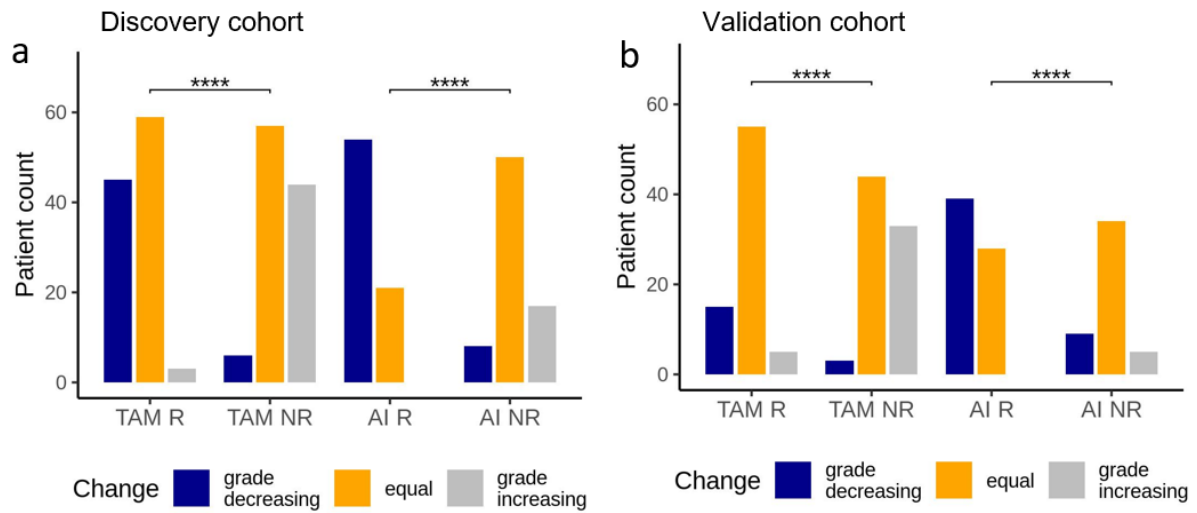 Discovery cohort
a
Patient count
60
40
20
0
****
****
TAM R
TAM NR
AI R
AI NR
Change
grade
decreasing
equal
grade
increasing
Validation cohort
b
Patient count
60
40
20
0
****
****
TAM R
TAM NR
AI R
AI NR
Change
grade
decreasing
equal
grade
increasing